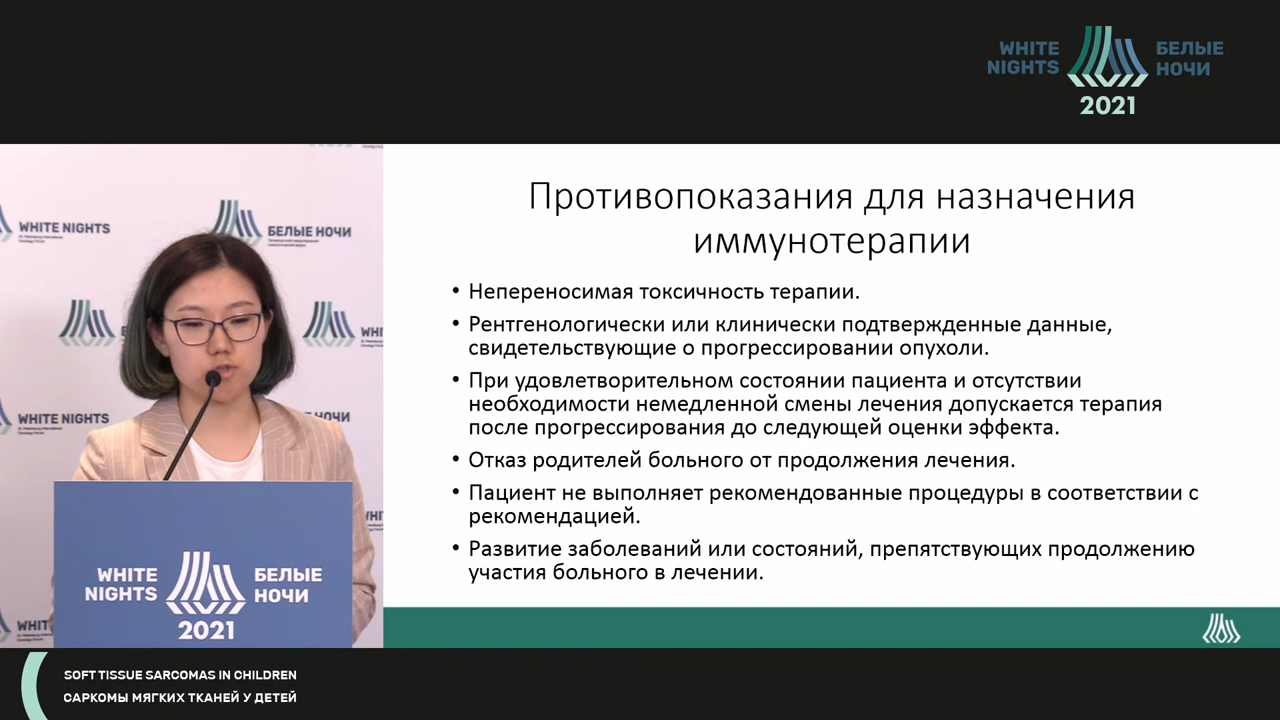 WHITE
NIGHTS
БЕЛЫЕ
НОЧИ
2021
Противопоказания для назначения
иммунотерапии
• Непереносимая токсичность терапии.
• Рентгенологически или клинически подтвержденные данные,
свидетельствующие о прогрессировании опухоли.
• При удовлетворительном состоянии пациента и отсутствии
необходимости немедленной смены лечения допускается терапия
после прогрессирования до следующей оценки эффекта.
• Отказ родителей больного от продолжения лечения.
• Пациент не выполняет рекомендованные процедуры в соответствии с
рекомендацией.
• Развитие заболеваний или состояний, препятствующих продолжению
участия больного в лечении.
WHITE NIGHTS
БЕЛЫЕ НОЧИ
WHITE NIGHTS
WHITE
NIGHTS
БЕЛЫЕ
НОЧИ
2021
SOFT TISSUE SARCOMAS IN CHILDREN
САРКОМЫ МЯГКИХ ТКАНЕЙ У ДЕТЕЙ